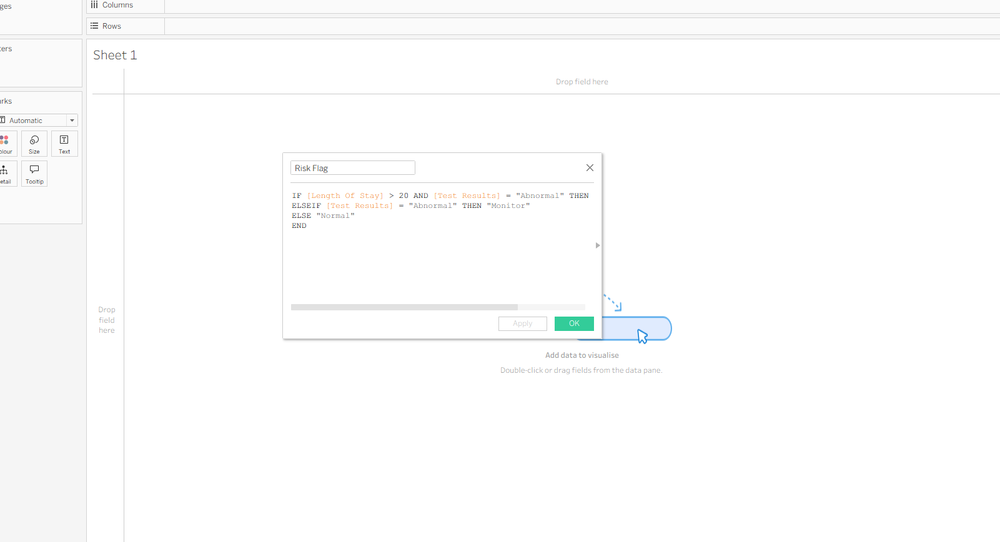 ges
Columns
Rows
ters
Sheet 1
Drop field here
rks
Automatic
olour
Size
Text
etail
Tooltip
Risk Flag
IF [Length Of Stay] > 20 AND [Test Results] = "Abnormal" THEN
ELSEIF [Test Results] = "Abnormal" THEN "Monitor"
ELSE "Normal"
END
Drop
field
here
Apply
OK
Add data to visualise
Double-click or drag fields from the data pane.